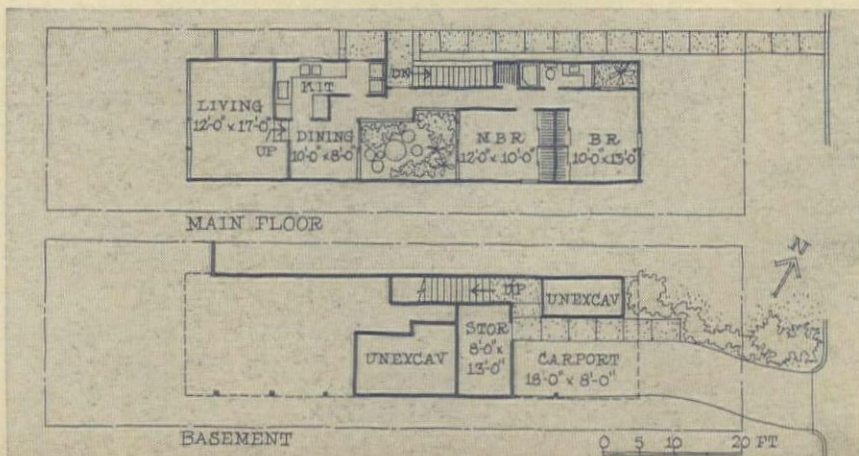 LIVING
12'-0" x 17'-0"
UP
KIT
DINING
10'-0" x 8'-0"
DN
MBR
12'-0" x 10'-0"
BR
10'-0" x 13'-0"
MAIN FLOOR
N
UP
UNEXCAV
UNEXCAV
STOR
8'-0" x
13'-0"
CARPORT
18'-0" x 8'-0"
BASEMENT
0 5 10 20 FT